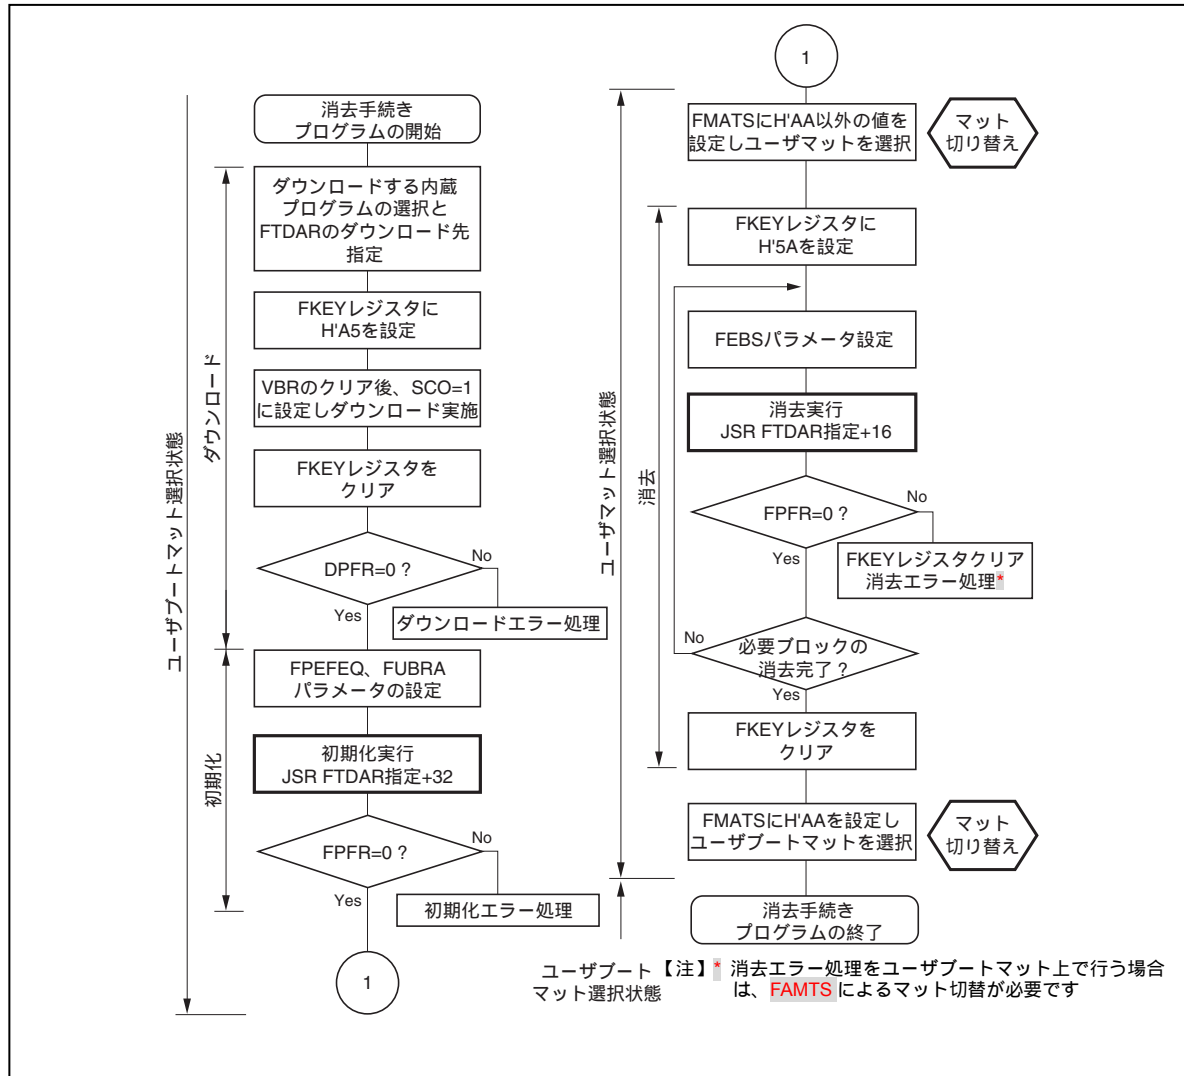 消去手続き
プログラムの開始
ダウンロードする内蔵
プログラムの選択と
FTDARのダウンロード先
指定
FKEYレジスタに
H'A5を設定
VBRのクリア後、SCO=1
に設定しダウンロード実施
FKEYレジスタを
クリア
DPFR=0 ?
No
Yes
ダウンロードエラー処理
FPEFEQ、FUBRA
パラメータの設定
初期化実行
JSR FTDAR指定+32
FPFR=0 ?
No
Yes
初期化エラー処理
1
ユーザブートマット選択状態
ダウンロード
初期化
1
FMATSにH'AA以外の値を
設定しユーザマットを選択
マット
切り替え
FKEYレジスタに
H'5Aを設定
FEBSパラメータ設定
消去実行
JSR FTDAR指定+16
FPFR=0 ?
No
Yes
FKEYレジスタクリア
消去エラー処理*
必要ブロックの
消去完了 ?
No
Yes
FKEYレジスタを
クリア
FMATSにH'AAを設定し
ユーザブートマットを選択
マット
切り替え
消去手続き
プログラムの終了
ユーザマット選択状態
消去
ユーザブート
マット選択状態
【注】* 消去エラー処理をユーザブートマット上で行う場合
は、FAMTS によるマット切替が必要です